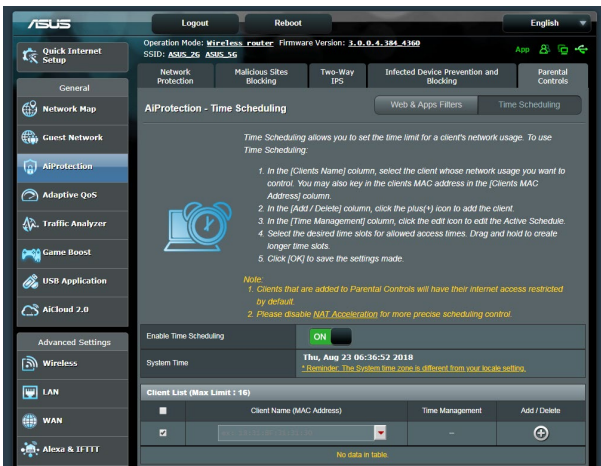 ASUS
Logout
Reboot
English
Operation Mode: Wireless router Firmware Version: 3.0.0.4.384_4360
SSID: ASUS_2G ASUS_5G
App
Quick Internet
Setup
General
Network Map
Guest Network
AiProtection
Adaptive QoS
Traffic Analyzer
Game Boost
USB Application
AiCloud 2.0
Advanced Settings
Wireless
LAN
WAN
Alexa & IFTTT
Network
Protection
Malicious Sites
Blocking
Two-Way
IPS
Infected Device Prevention and
Blocking
Parental
Controls
AiProtection - Time Scheduling
Web & Apps Filters
Time Scheduling
Time Scheduling allows you to set the time limit for a client's network usage. To use
Time Scheduling:
1. In the [Clients Name] column, select the client whose network usage you want to
control. You may also key in the clients MAC address in the [Clients MAC
Address] column.
2. In the [Add / Delete] column, click the plus(+) icon to add the client.
3. In the [Time Management] column, click the edit icon to edit the Active Schedule.
4. Select the desired time slots for allowed access times. Drag and hold to create
longer time slots.
5. Click [OK] to save the settings made.
Note:
1. Clients that are added to Parental Controls will have their internet access restricted
by default.
2. Please disable NAT Acceleration for more precise scheduling control.
Enable Time Scheduling
ON
System Time
Thu, Aug 23 06:36:52 2018
* Reminder: The System time zone is different from your locale setting.
Client List (Max Limit : 16)
Client Name (MAC Address)
Time Management
Add / Delete
–
No data in table.